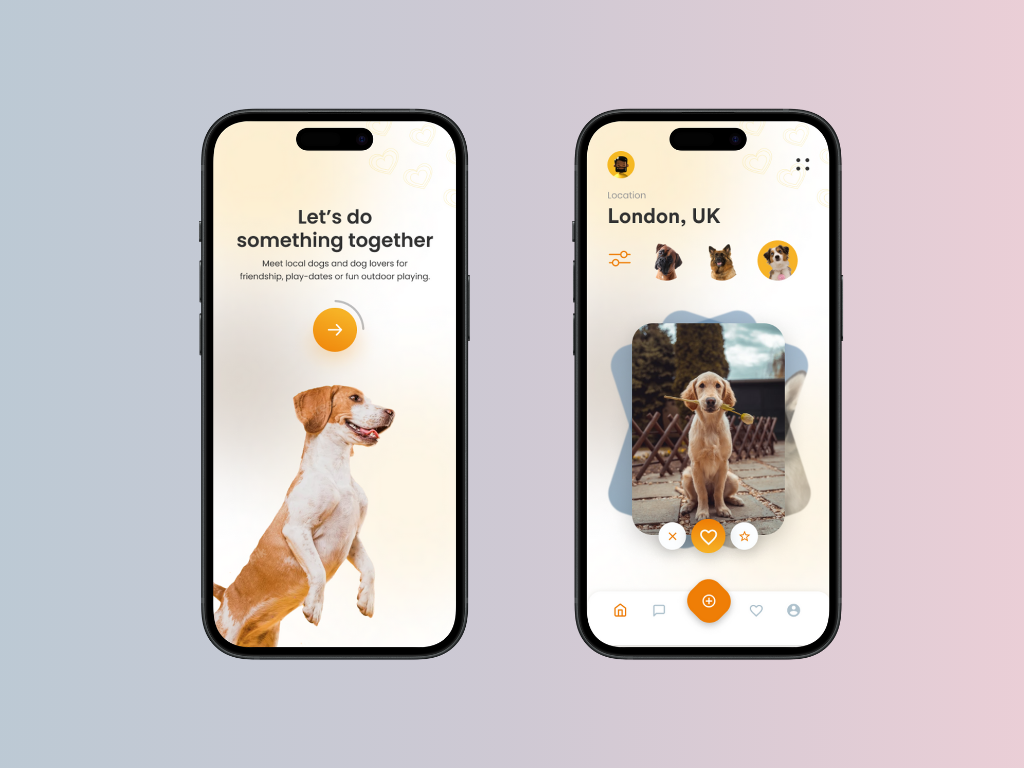 Let's do
something together
Meet local dogs and dog lovers for
friendship, play-dates or fun outdoor playing.
Location
London, UK